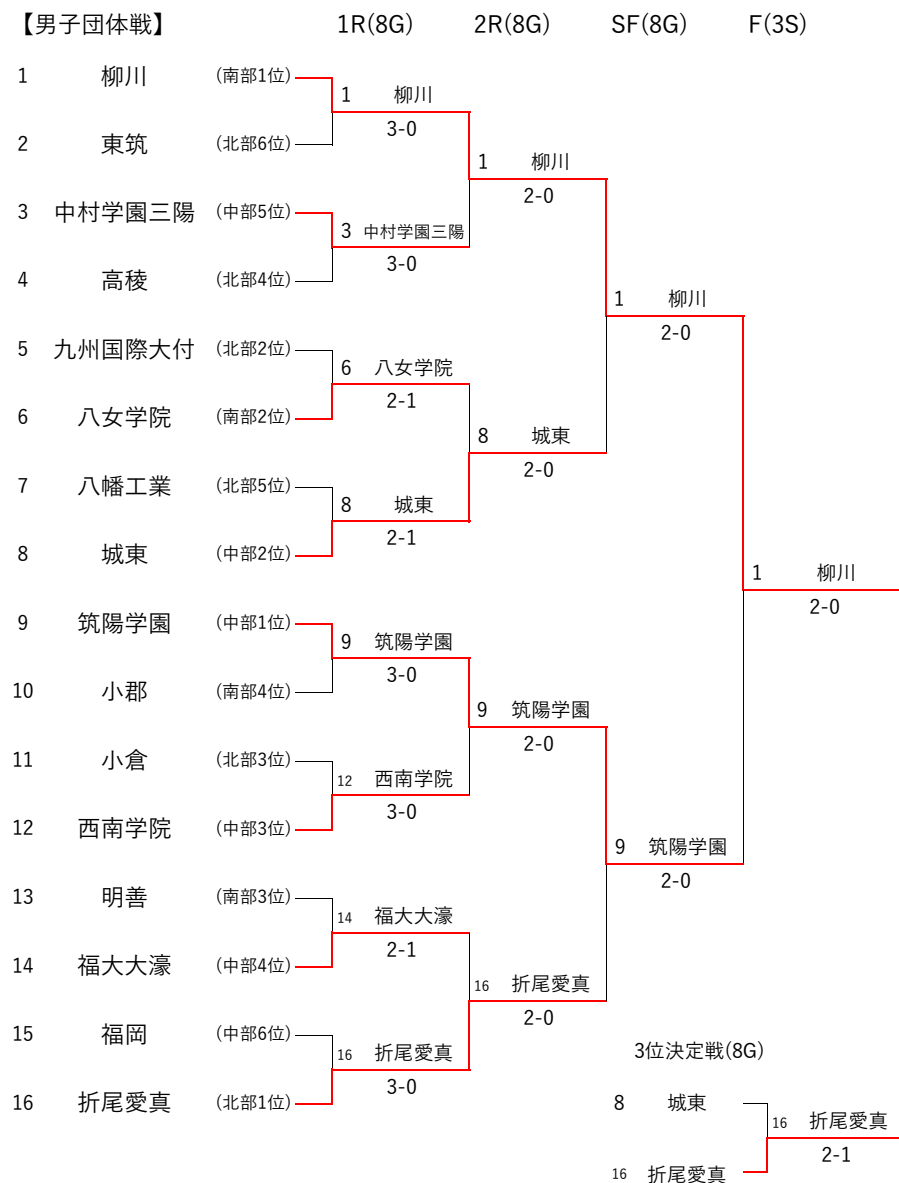 【男子団体戦】 1R(8G) 2R(8G) SF(8G) F(3S)
1 柳川 (南部1位)
1 柳川
3-0
2 東筑 (北部6位)
1 柳川
2-0
3 中村学園三陽 (中部5位)
3 中村学園三陽
3-0
4 高稜 (北部4位)
1 柳川
2-0
5 九州国際大付 (北部2位)
6 八女学院
2-1
6 八女学院 (南部2位)
8 城東
2-0
7 八幡工業 (北部5位)
8 城東
2-1
8 城東 (中部2位)
1 柳川
2-0
9 筑陽学園 (中部1位)
9 筑陽学園
3-0
10 小郡 (南部4位)
9 筑陽学園
2-0
11 小倉 (北部3位)
12 西南学院
3-0
12 西南学院 (中部3位)
9 筑陽学園
2-0
13 明善 (南部3位)
14 福大大濠
2-1
14 福大大濠 (中部4位)
16 折尾愛真
2-0
15 福岡 (中部6位)
16 折尾愛真
3-0
16 折尾愛真 (北部1位)
3位決定戦(8G)
8 城東
16 折尾愛真
2-1
16 折尾愛真